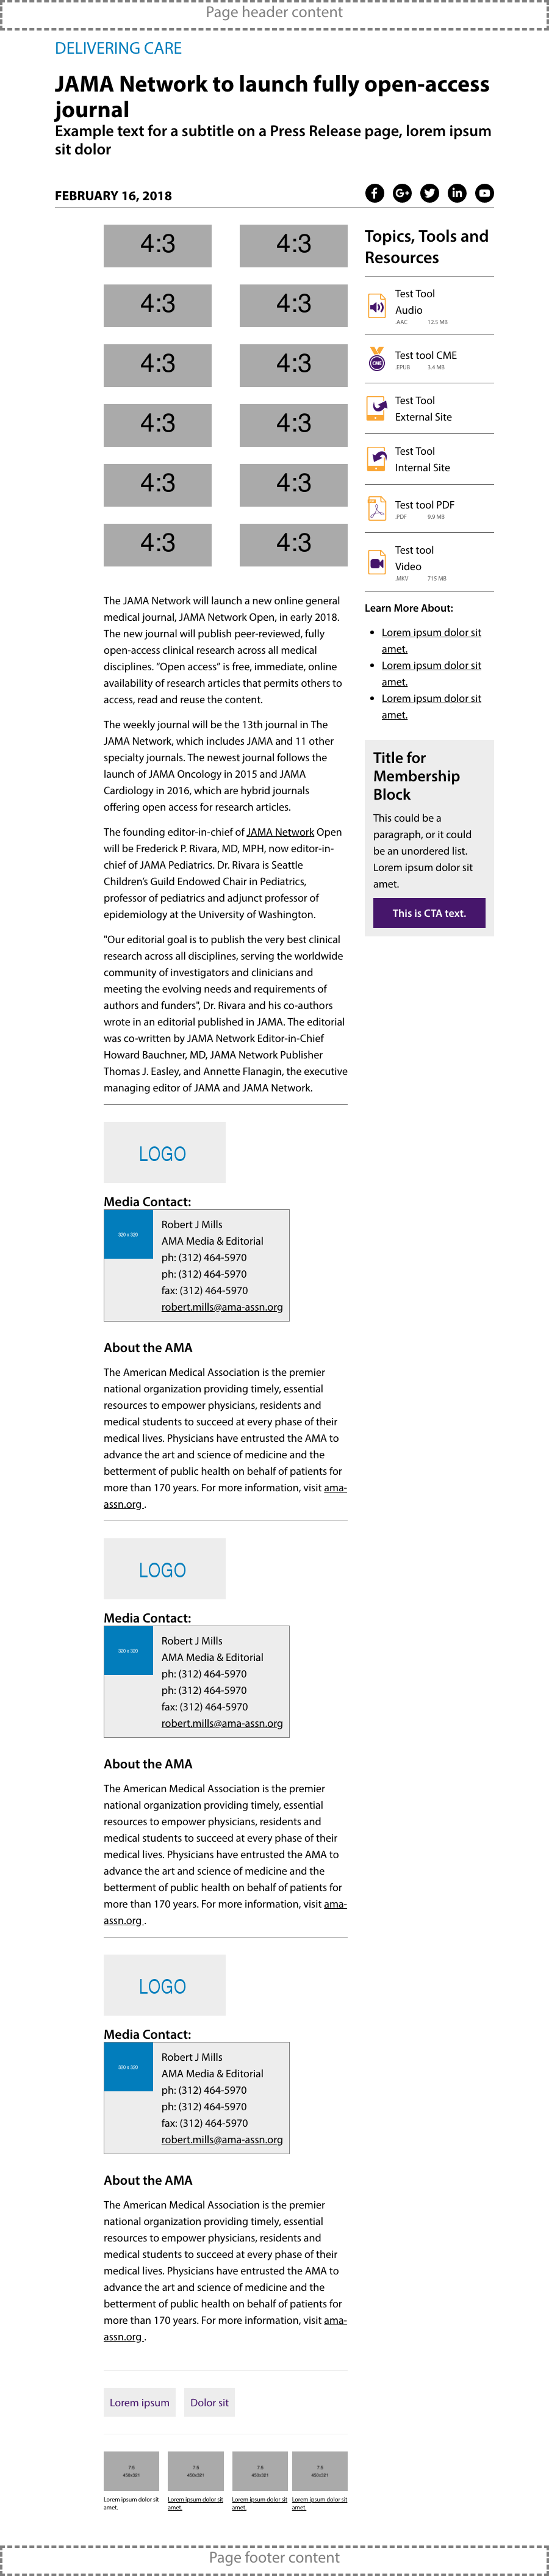 Page header content
DELIVERING CARE
JAMA Network to launch fully open-access
journal
Example text for a subtitle on a Press Release page, lorem ipsum
sit dolor
FEBRUARY 16, 2018
4:3 4:3
4:3 4:3
4:3 4:3
4:3 4:3
4:3 4:3
4:3 4:3
The JAMA Network will launch a new online general
medical journal, JAMA Network Open, in early 2018.
The new journal will publish peer-reviewed, fully
open-access clinical research across all medical
disciplines. “Open access” is free, immediate, online
availability of research articles that permits others to
access, read and reuse the content.
The weekly journal will be the 13th journal in The
JAMA Network, which includes JAMA and 11 other
specialty journals. The newest journal follows the
launch of JAMA Oncology in 2015 and JAMA
Cardiology in 2016, which are hybrid journals
offering open access for research articles.
The founding editor-in-chief of JAMA Network Open
will be Frederick P. Rivara, MD, MPH, now editor-in-
chief of JAMA Pediatrics. Dr. Rivara is Seattle
Children’s Guild Endowed Chair in Pediatrics,
professor of pediatrics and adjunct professor of
epidemiology at the University of Washington.
"Our editorial goal is to publish the very best clinical
research across all disciplines, serving the worldwide
community of investigators and clinicians and
meeting the evolving needs and requirements of
authors and funders", Dr. Rivara and his co-authors
wrote in an editorial published in JAMA. The editorial
was co-written by JAMA Network Editor-in-Chief
Howard Bauchner, MD, JAMA Network Publisher
Thomas J. Easley, and Annette Flanagin, the executive
managing editor of JAMA and JAMA Network.
LOGO
Media Contact:
320 x 320
Robert J Mills
AMA Media & Editorial
ph: (312) 464-5970
ph: (312) 464-5970
fax: (312) 464-5970
robert.mills@ama-assn.org
About the AMA
The American Medical Association is the premier
national organization providing timely, essential
resources to empower physicians, residents and
medical students to succeed at every phase of their
medical lives. Physicians have entrusted the AMA to
advance the art and science of medicine and the
betterment of public health on behalf of patients for
more than 170 years. For more information, visit ama-
assn.org .
LOGO
Media Contact:
320 x 320
Robert J Mills
AMA Media & Editorial
ph: (312) 464-5970
ph: (312) 464-5970
fax: (312) 464-5970
robert.mills@ama-assn.org
About the AMA
The American Medical Association is the premier
national organization providing timely, essential
resources to empower physicians, residents and
medical students to succeed at every phase of their
medical lives. Physicians have entrusted the AMA to
advance the art and science of medicine and the
betterment of public health on behalf of patients for
more than 170 years. For more information, visit ama-
assn.org .
LOGO
Media Contact:
320 x 320
Robert J Mills
AMA Media & Editorial
ph: (312) 464-5970
ph: (312) 464-5970
fax: (312) 464-5970
robert.mills@ama-assn.org
About the AMA
The American Medical Association is the premier
national organization providing timely, essential
resources to empower physicians, residents and
medical students to succeed at every phase of their
medical lives. Physicians have entrusted the AMA to
advance the art and science of medicine and the
betterment of public health on behalf of patients for
more than 170 years. For more information, visit ama-
assn.org .
Lorem ipsum Dolor sit
Lorem ipsum dolor sit
amet.
Lorem ipsum dolor sit
amet.
Lorem ipsum dolor sit
amet.
Lorem ipsum dolor sit
amet.
Topics, Tools and
Resources
Test Tool
Audio
.AAC 12.5 MB
CME
Test tool CME
.EPUB 3.4 MB
Test Tool
External Site
Test Tool
Internal Site
Test tool PDF
.PDF 9.9 MB
Test tool
Video
.MKV 715 MB
Learn More About:
Lorem ipsum dolor sit
amet.
Lorem ipsum dolor sit
amet.
Lorem ipsum dolor sit
amet.
Title for
Membership
Block
This could be a
paragraph, or it could
be an unordered list.
Lorem ipsum dolor sit
amet.
This is CTA text.
Page footer content